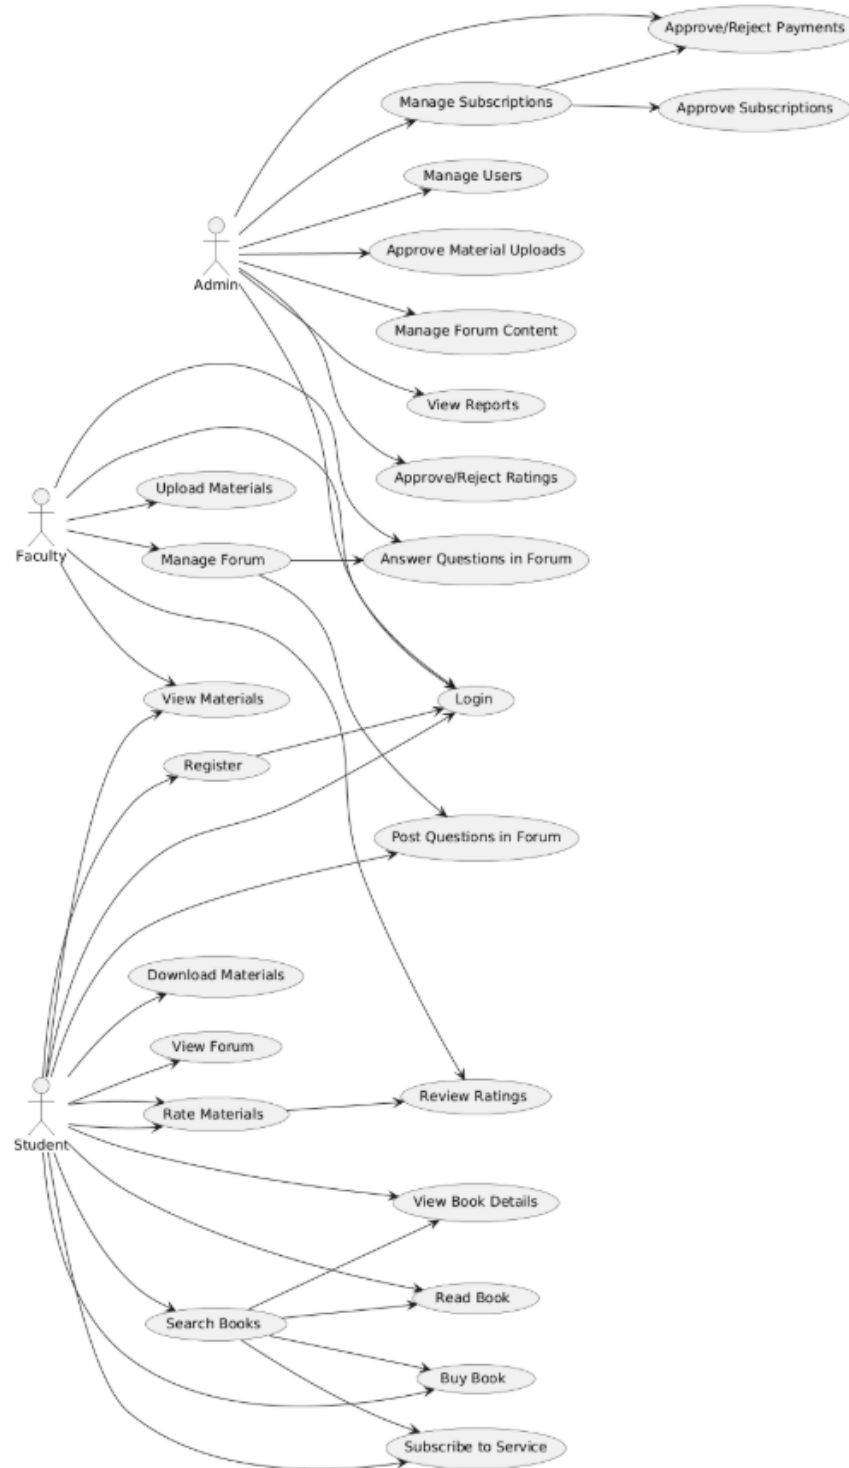 Approve/Reject Payments
Manage Subscriptions
Approve Subscriptions
Manage Users
Approve Material Uploads
Admin
Manage Forum Content
View Reports
Approve/Reject Ratings
Upload Materials
Faculty
Manage Forum
Answer Questions in Forum
View Materials
Login
Register
Post Questions in Forum
Download Materials
View Forum
Review Ratings
Rate Materials
Student
View Book Details
Read Book
Search Books
Buy Book
Subscribe to Service